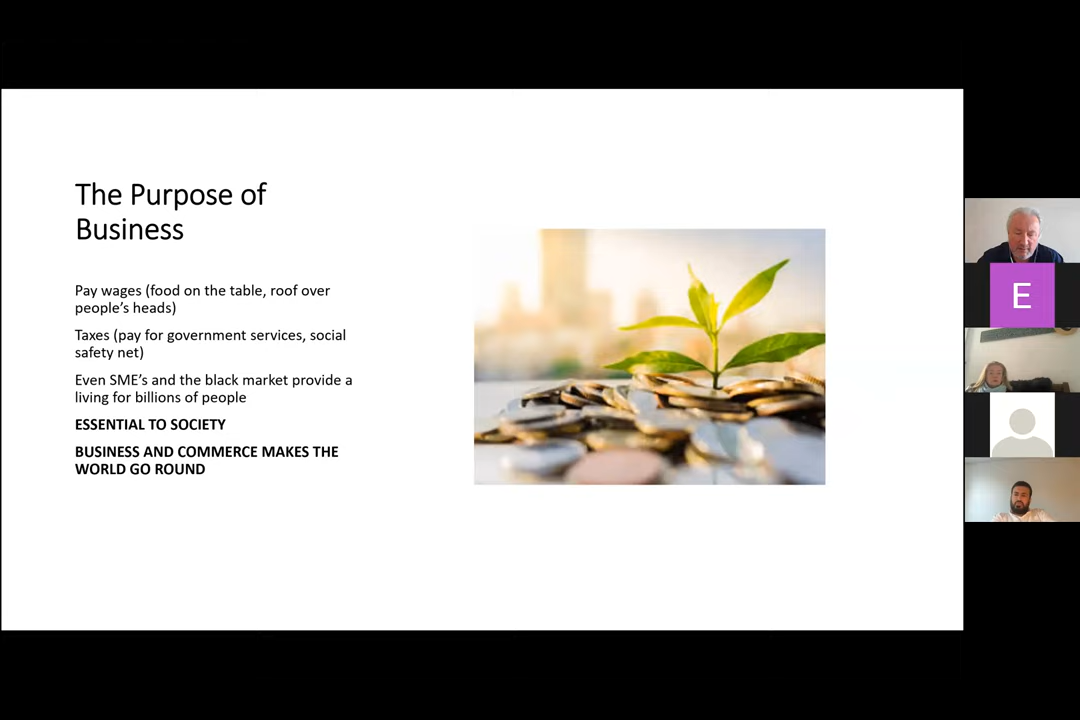 The Purpose of
Business
Pay wages (food on the table, roof over
people's heads)
Taxes (pay for government services, social
safety net)
Even SME's and the black market provide a
living for billions of people
ESSENTIAL TO SOCIETY
BUSINESS AND COMMERCE MAKES THE
WORLD GO ROUND
E